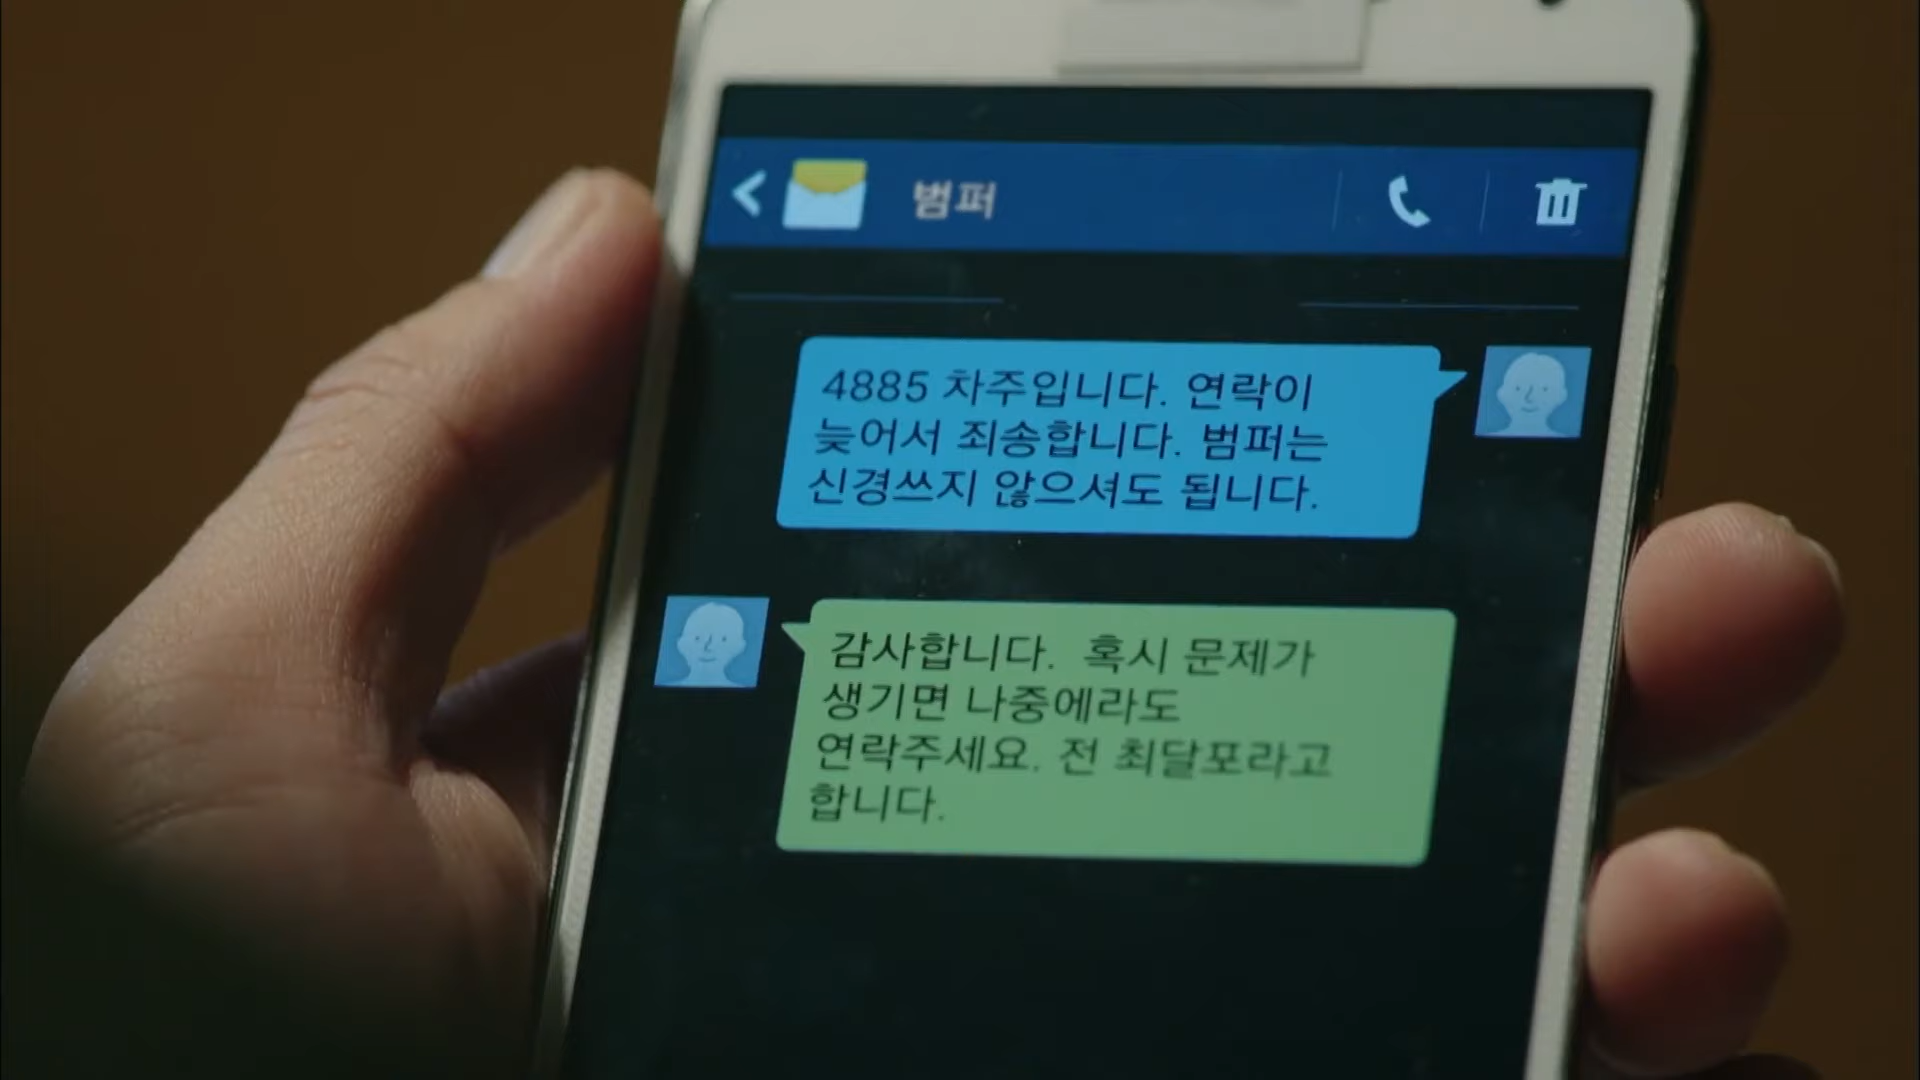 범퍼
4885 차주입니다. 연락이
늦어서 죄송합니다. 범퍼는
신경쓰지 않으셔도 됩니다.
감사합니다. 혹시 문제가
생기면 나중에라도
연락주세요. 전 최달포라고
합니다.